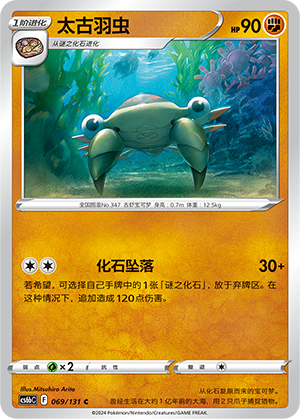 1阶进化
太古羽虫
HP 90
从谜之化石进化
全国图鉴No.347 古虾宝可梦 身高:0.7m 体重:12.5kg
化石坠落 30+
若希望,可选择自己手牌中的1张「谜之化石」,放于弃牌区。在
这种情况下,追加造成120点伤害。
弱点 ×2 抵抗力 撤退
Illus.Mitsuhiro Arita
从化石复原而来的宝可梦。
曾经生活在大约1亿年前的大海,用2只爪子捕捉猎物。
CS6bC F 069/131 C
©2024 Pokémon/Nintendo/Creatures/GAME FREAK.